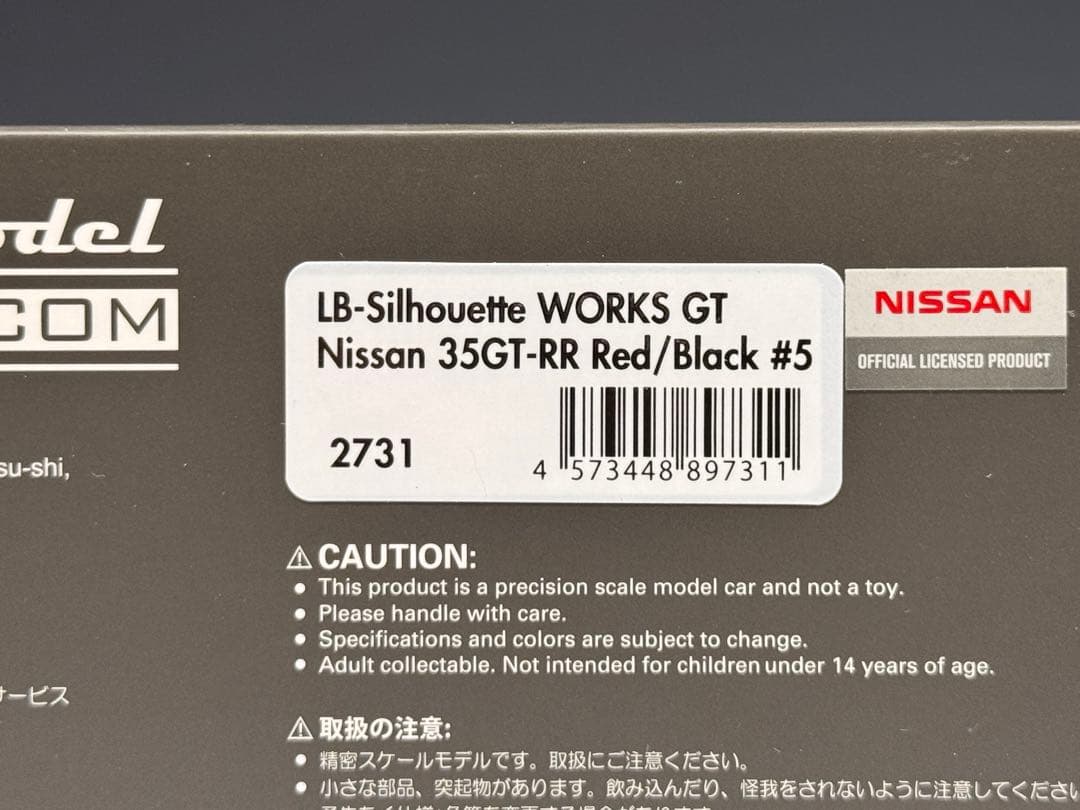 odel
COM
LB-Silhouette WORKS GT
Nissan 35GT-RR Red/Black #5
2731
4 573448 897311
NISSAN
OFFICIAL LICENSED PRODUCT
su-shi,
サービス
⚠ CAUTION:
• This product is a precision scale model car and not a toy.
• Please handle with care.
• Specifications and colors are subject to change.
• Adult collectable. Not intended for children under 14 years of age.
⚠ 取扱の注意:
• 精密スケールモデルです。取扱にご注意ください。
• 小さな部品、突起物があります。飲み込んだり、怪我をされないように注意してください